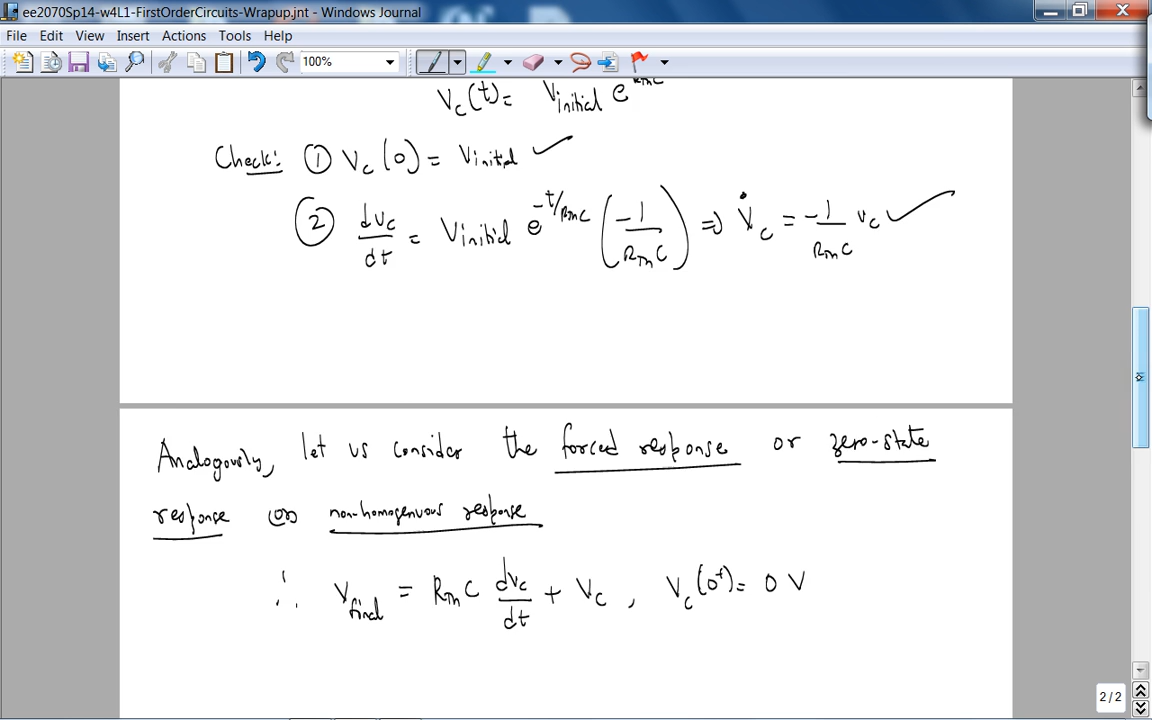 ee2070Sp14-w4L1-FirstOrderCircuits-Wrapup.jnt - Windows Journal
File Edit View Insert Actions Tools Help
100%
Vc(t) = Vinitial e
Check: ① Vc(0) = Vinitial ✓
② dvc/dt = Vinitial e^(-t/RThC) (-1/RThC) ⇒ V̇c = -1/RThC vc ✓
Analogously, let us consider the forced response or zero-state
response (or) non-homogenous response
∴ Vfinal = RThC dvc/dt + Vc , Vc(0⁺) = 0 V
2/2